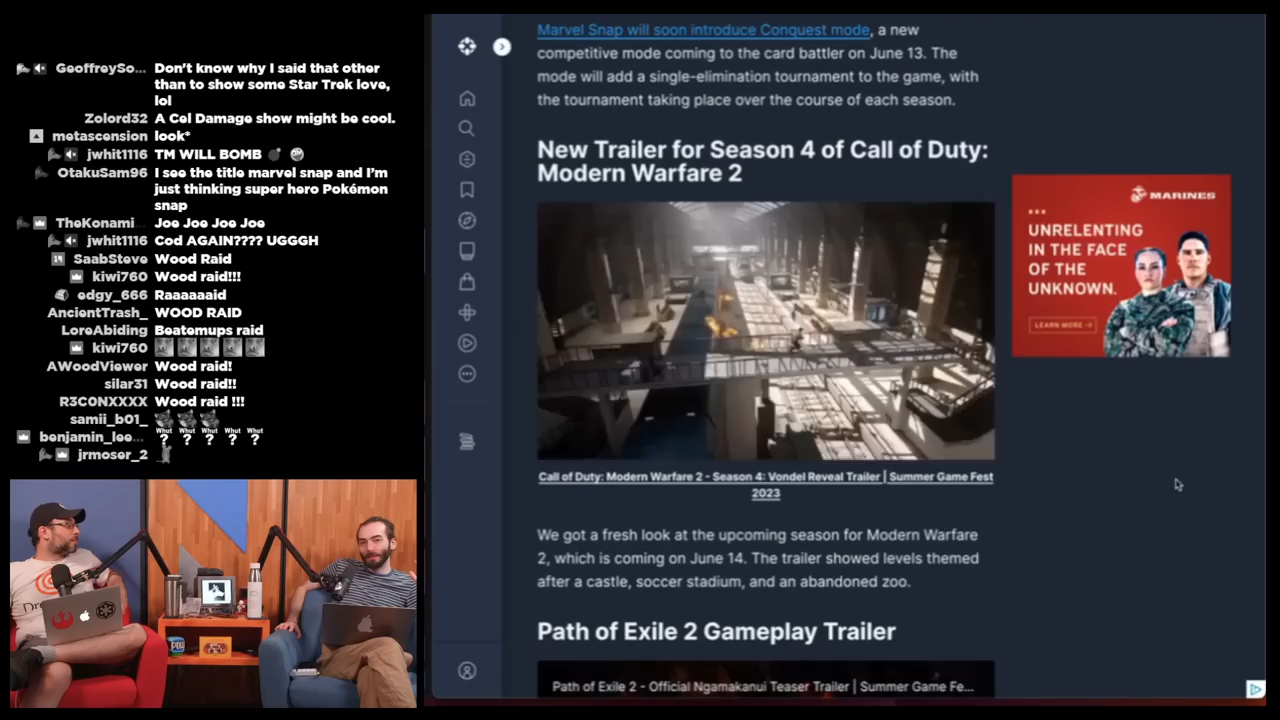 GeoffreySo... Don't know why I said that other
than to show some Star Trek love,
lol
Zolord32 A Cel Damage show might be cool.
metascension look*
jwhit1116 TM WILL BOMB
OtakuSam96 I see the title marvel snap and I'm
just thinking super hero Pokémon
snap
TheKonami... Joe Joe Joe Joe
jwhit1116 Cod AGAIN???? UGGGH
SaabSteve Wood Raid
kiwi760 Wood raid!!!
edgy_666 Raaaaaaid
AncientTrash_ WOOD RAID
LoreAbiding Beatemups raid
kiwi760
AWoodViewer Wood raid!
silar31 Wood raid!!
R3C0NXXXX Wood raid !!!
samii_b01_
benjamin_lee... What ? What ? What ? What ? What ?
jrmoser_2
Marvel Snap will soon introduce Conquest mode, a new
competitive mode coming to the card battler on June 13. The
mode will add a single-elimination tournament to the game, with
the tournament taking place over the course of each season.
New Trailer for Season 4 of Call of Duty:
Modern Warfare 2
Call of Duty: Modern Warfare 2 - Season 4: Vondel Reveal Trailer | Summer Game Fest
2023
We got a fresh look at the upcoming season for Modern Warfare
2, which is coming on June 14. The trailer showed levels themed
after a castle, soccer stadium, and an abandoned zoo.
Path of Exile 2 Gameplay Trailer
Path of Exile 2 - Official Ngamakanui Teaser Trailer | Summer Game Fe...
MARINES
UNRELENTING
IN THE FACE
OF THE
UNKNOWN.
LEARN MORE